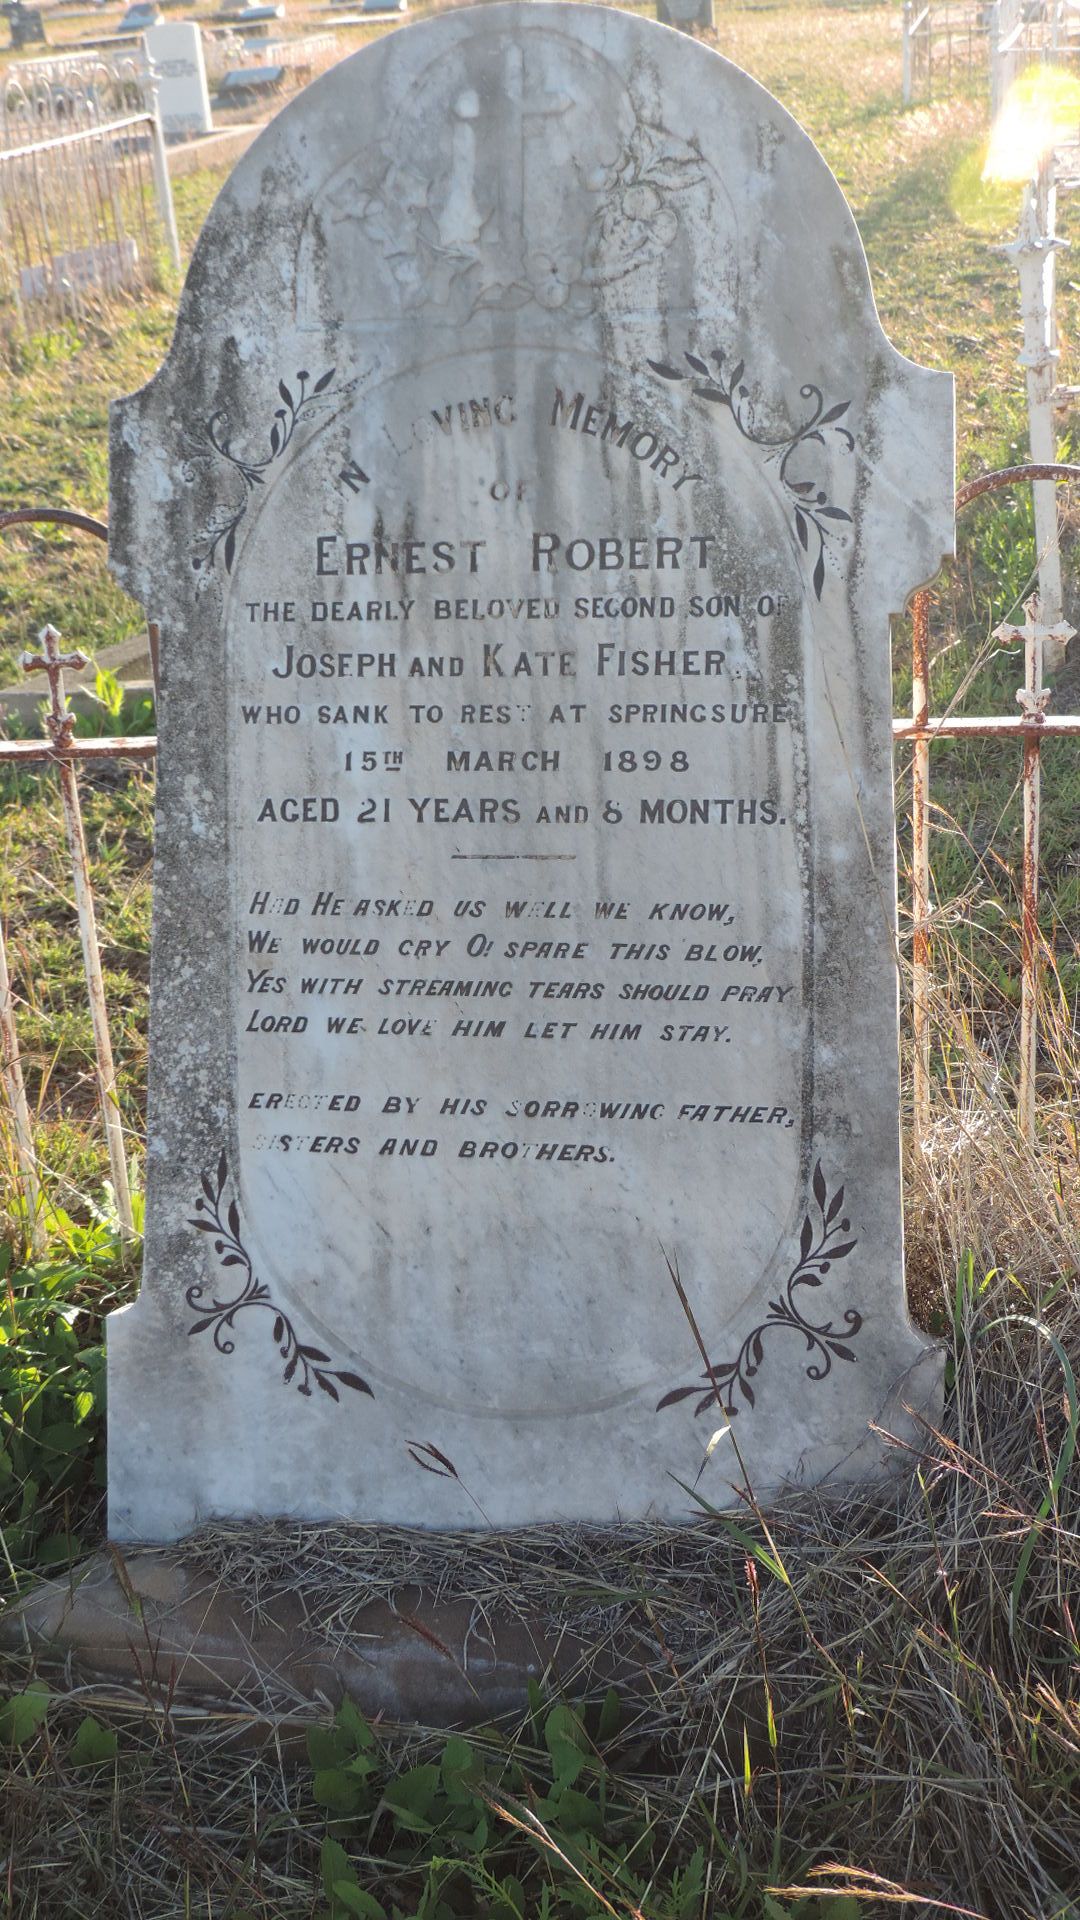 IN LOVING MEMORY
OF
ERNEST ROBERT
THE DEARLY BELOVED SECOND SON OF
JOSEPH AND KATE FISHER.
WHO SANK TO REST AT SPRINGSURE
15TH MARCH 1898
AGED 21 YEARS AND 8 MONTHS.
HAD HE ASKED US WELL WE KNOW,
WE WOULD CRY O! SPARE THIS BLOW,
YES WITH STREAMING TEARS SHOULD PRAY
LORD WE LOVE HIM LET HIM STAY.
ERECTED BY HIS SORROWING FATHER,
SISTERS AND BROTHERS.